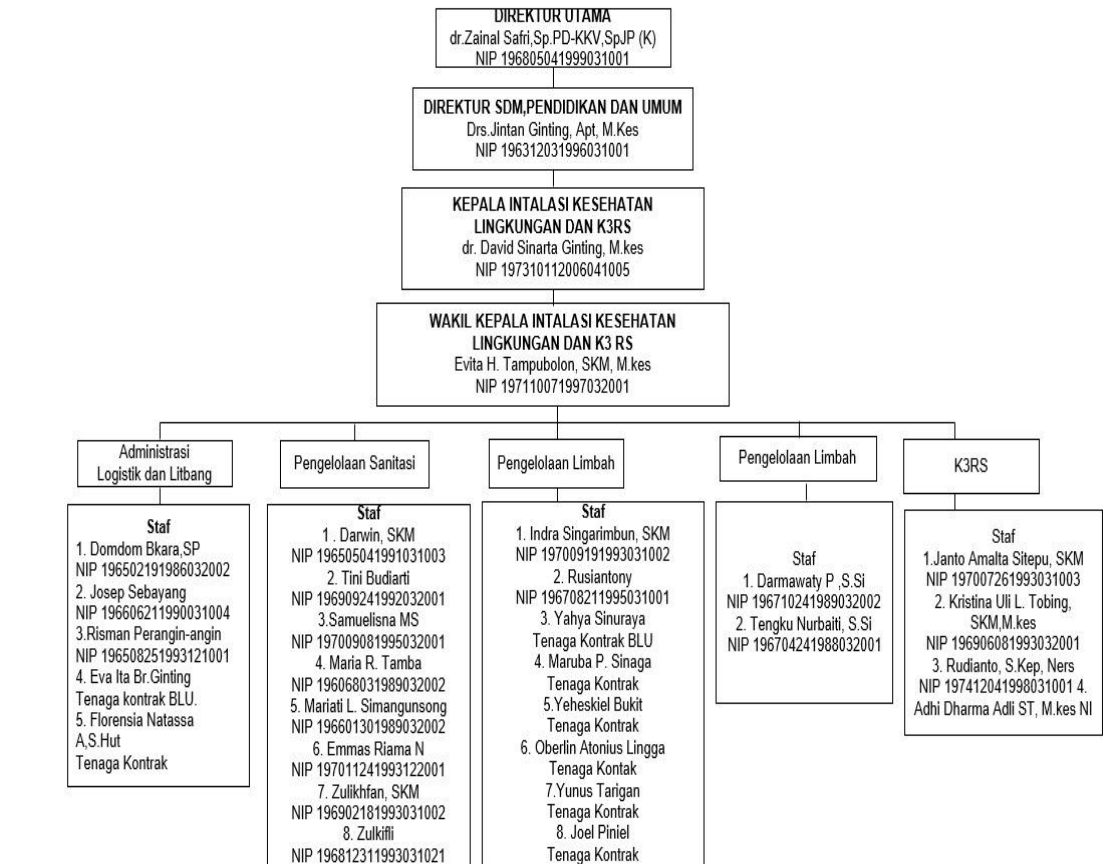 DIREKTUR UTAMA
dr.Zainal Safri,Sp.PD-KKV,SpJP (K)
NIP 196805041999031001
DIREKTUR SDM,PENDIDIKAN DAN UMUM
Drs.Jintan Ginting, Apt, M.Kes
NIP 196312031996031001
KEPALA INTALASI KESEHATAN
LINGKUNGAN DAN K3RS
dr. David Sinarta Ginting, M.kes
NIP 197310112006041005
WAKIL KEPALA INTALASI KESEHATAN
LINGKUNGAN DAN K3 RS
Evita H. Tampubolon, SKM, M.kes
NIP 197110071997032001
Administrasi
Logistik dan Litbang
Staf
1. Domdom Bkara,SP
NIP 196502191986032002
2. Josep Sebayang
NIP 196606211990031004
3.Risman Perangin-angin
NIP 196508251993121001
4. Eva Ita Br.Ginting
Tenaga kontrak BLU.
5. Florensia Natassa
A,S.Hut
Tenaga Kontrak
Pengelolaan Sanitasi
Staf
1 . Darwin, SKM
NIP 196505041991031003
2. Tini Budiarti
NIP 196909241992032001
3.Samuelisna MS
NIP 197009081995032001
4. Maria R. Tamba
NIP 196068031989032002
5. Mariati L. Simangunsong
NIP 196601301989032002
6. Emmas Riama N
NIP 197011241993122001
7. Zulikhfan, SKM
NIP 196902181993031002
8. Zulkifli
NIP 196812311993031021
Pengelolaan Limbah
Staf
1. Indra Singarimbun, SKM
NIP 197009191993031002
2. Rusiantony
NIP 196708211995031001
3. Yahya Sinuraya
Tenaga Kontrak BLU
4. Maruba P. Sinaga
Tenaga Kontrak
5.Yeheskiel Bukit
Tenaga Kontrak
6. Oberlin Atonius Lingga
Tenaga Kontak
7.Yunus Tarigan
Tenaga Kontrak
8. Joel Piniel
Tenaga Kontrak
Pengelolaan Limbah
Staf
1. Darmawaty P ,S.Si
NIP 196710241989032002
2. Tengku Nurbaiti, S.Si
NIP 196704241988032001
K3RS
Staf
1.Janto Amalta Sitepu, SKM
NIP 197007261993031003
2. Kristina Uli L. Tobing,
SKM,M.kes
NIP 196906081993032001
3. Rudianto, S.Kep, Ners
NIP 197412041998031001 4.
Adhi Dharma Adli ST, M.kes NI